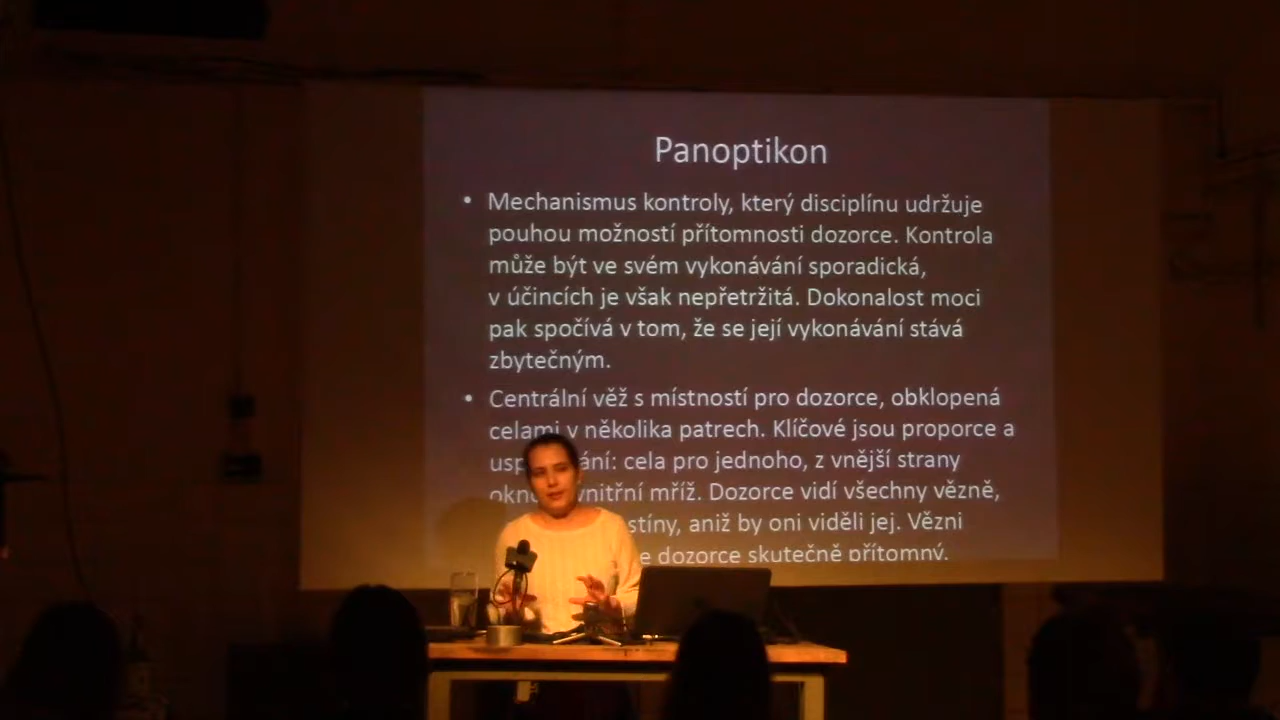 Panoptikon
• Mechanismus kontroly, který disciplínu udržuje
pouhou možností přítomnosti dozorce. Kontrola
může být ve svém vykonávání sporadická,
v účincích je však nepřetržitá. Dokonalost moci
pak spočívá v tom, že se její vykonávání stává
zbytečným.
• Centrální věž s místností pro dozorce, obklopená
celami v několika patrech. Klíčové jsou proporce a
cela pro jednoho, z vnější strany
vnitřní mříž. Dozorce vidí všechny vězně,
aniž by oni viděli jej. Vězni
dozorce skutečně přítomný.